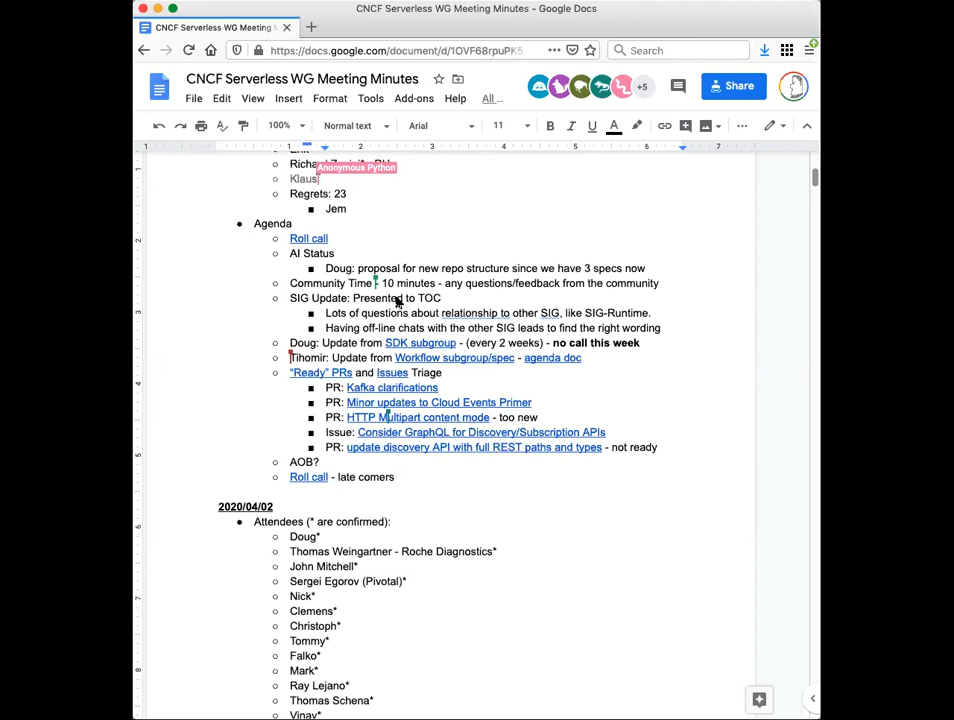 CNCF Serverless WG Meeting Minutes - Google Docs
CNCF Serverless WG Meeting M
https://docs.google.com/document/d/1OVF68rpuPK5
Search
CNCF Serverless WG Meeting Minutes
+5
Share
File Edit View Insert Format Tools Add-ons Help All ...
100% Normal text Arial 11
1 1 2 3 4 5 6 7
Erik
Richard
Anonymous Python
Klaus
Regrets: 23
Jem
Agenda
Roll call
AI Status
Doug: proposal for new repo structure since we have 3 specs now
Community Time - 10 minutes - any questions/feedback from the community
SIG Update: Presented to TOC
Lots of questions about relationship to other SIG, like SIG-Runtime.
Having off-line chats with the other SIG leads to find the right wording
Doug: Update from SDK subgroup - (every 2 weeks) - no call this week
Tihomir: Update from Workflow subgroup/spec - agenda doc
“Ready” PRs and Issues Triage
PR: Kafka clarifications
PR: Minor updates to Cloud Events Primer
PR: HTTP Multipart content mode - too new
Issue: Consider GraphQL for Discovery/Subscription APIs
PR: update discovery API with full REST paths and types - not ready
AOB?
Roll call - late comers
2020/04/02
Attendees (* are confirmed):
Doug*
Thomas Weingartner - Roche Diagnostics*
John Mitchell*
Sergei Egorov (Pivotal)*
Nick*
Clemens*
Christoph*
Tommy*
Falko*
Mark*
Ray Lejano*
Thomas Schena*
Vinay*